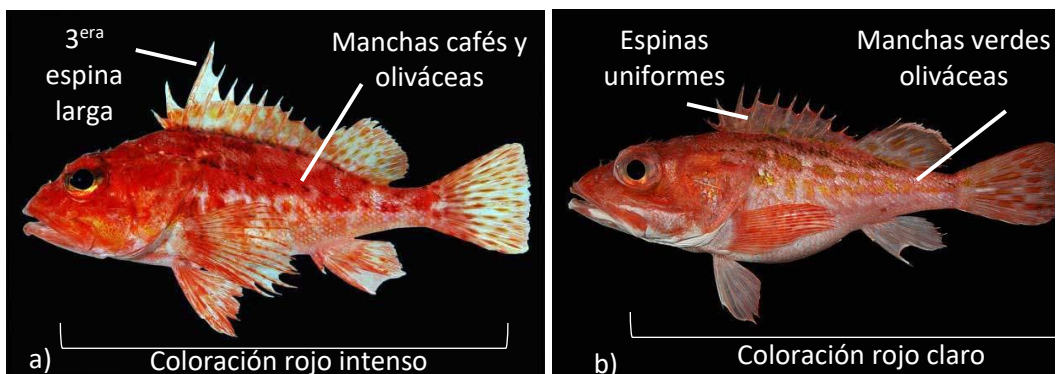 3era
espina
larga
Manchas cafés y
oliváceas
a)
Coloración rojo intenso
Espinas
uniformes
Manchas verdes
oliváceas
b)
Coloración rojo claro